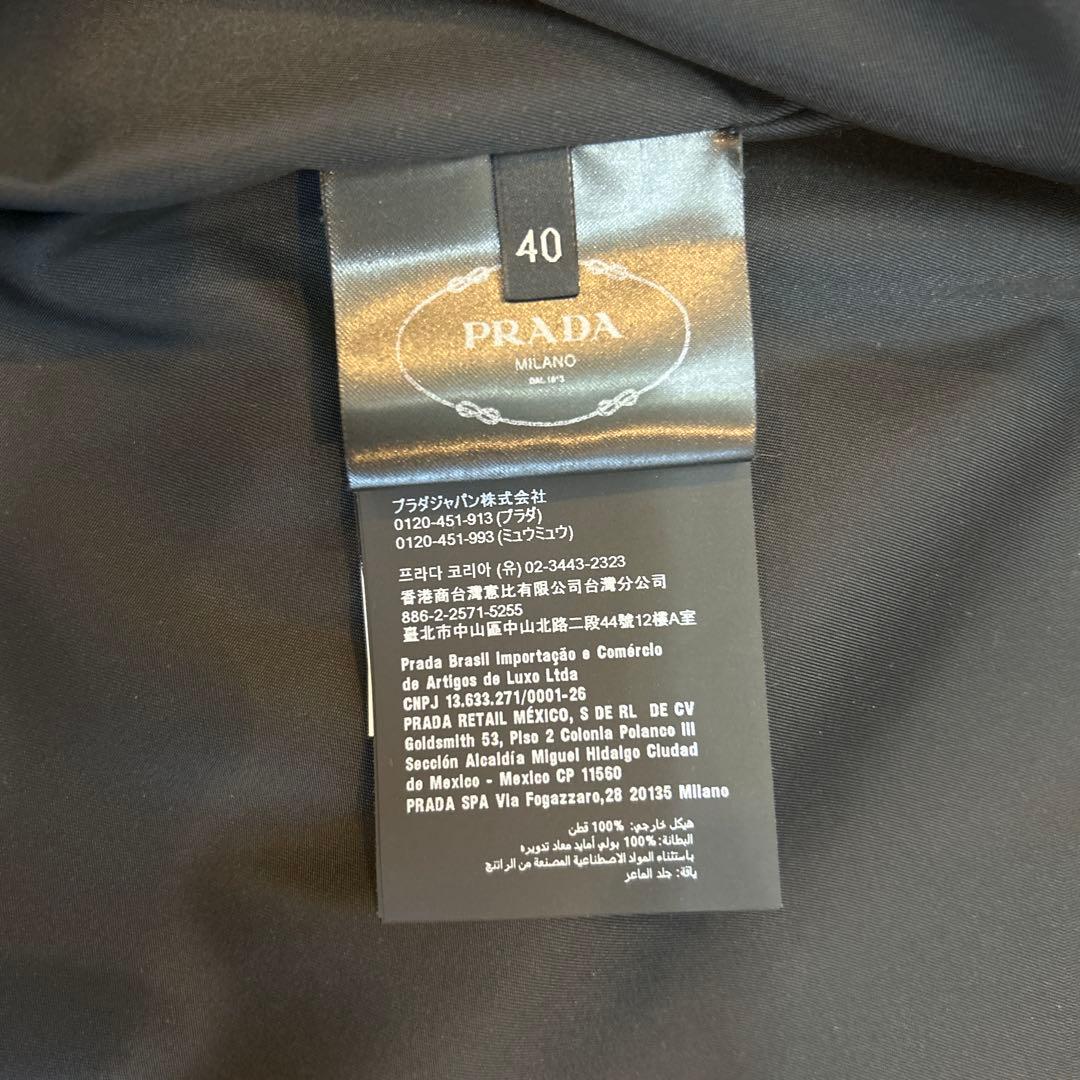 40
PRADA
MILANO
DAL 1913
プラダジャパン株式会社
0120-451-913 (プラダ)
0120-451-993 (ミュウミュウ)
프라다 코리아 (유) 02-3443-2323
香港商台灣意比有限公司台灣分公司
886-2-2571-5255
臺北市中山區中山北路二段44號12樓A室
Prada Brasil Importação e Comércio
de Artigos de Luxo Ltda
CNPJ 13.633.271/0001-26
PRADA RETAIL MÉXICO, S DE RL DE CV
Goldsmith 53, Piso 2 Colonia Polanco III
Sección Alcaldía Miguel Hidalgo Ciudad
de Mexico - Mexico CP 11560
PRADA SPA Via Fogazzaro,28 20135 Milano
هيكل خارجي: 100% قطن
البطانة: 100% بولي أمايد معاد تدويره
باستثناء المواد الاصطناعية المصنعة من الراتنج
ياقة: جلد الماعز